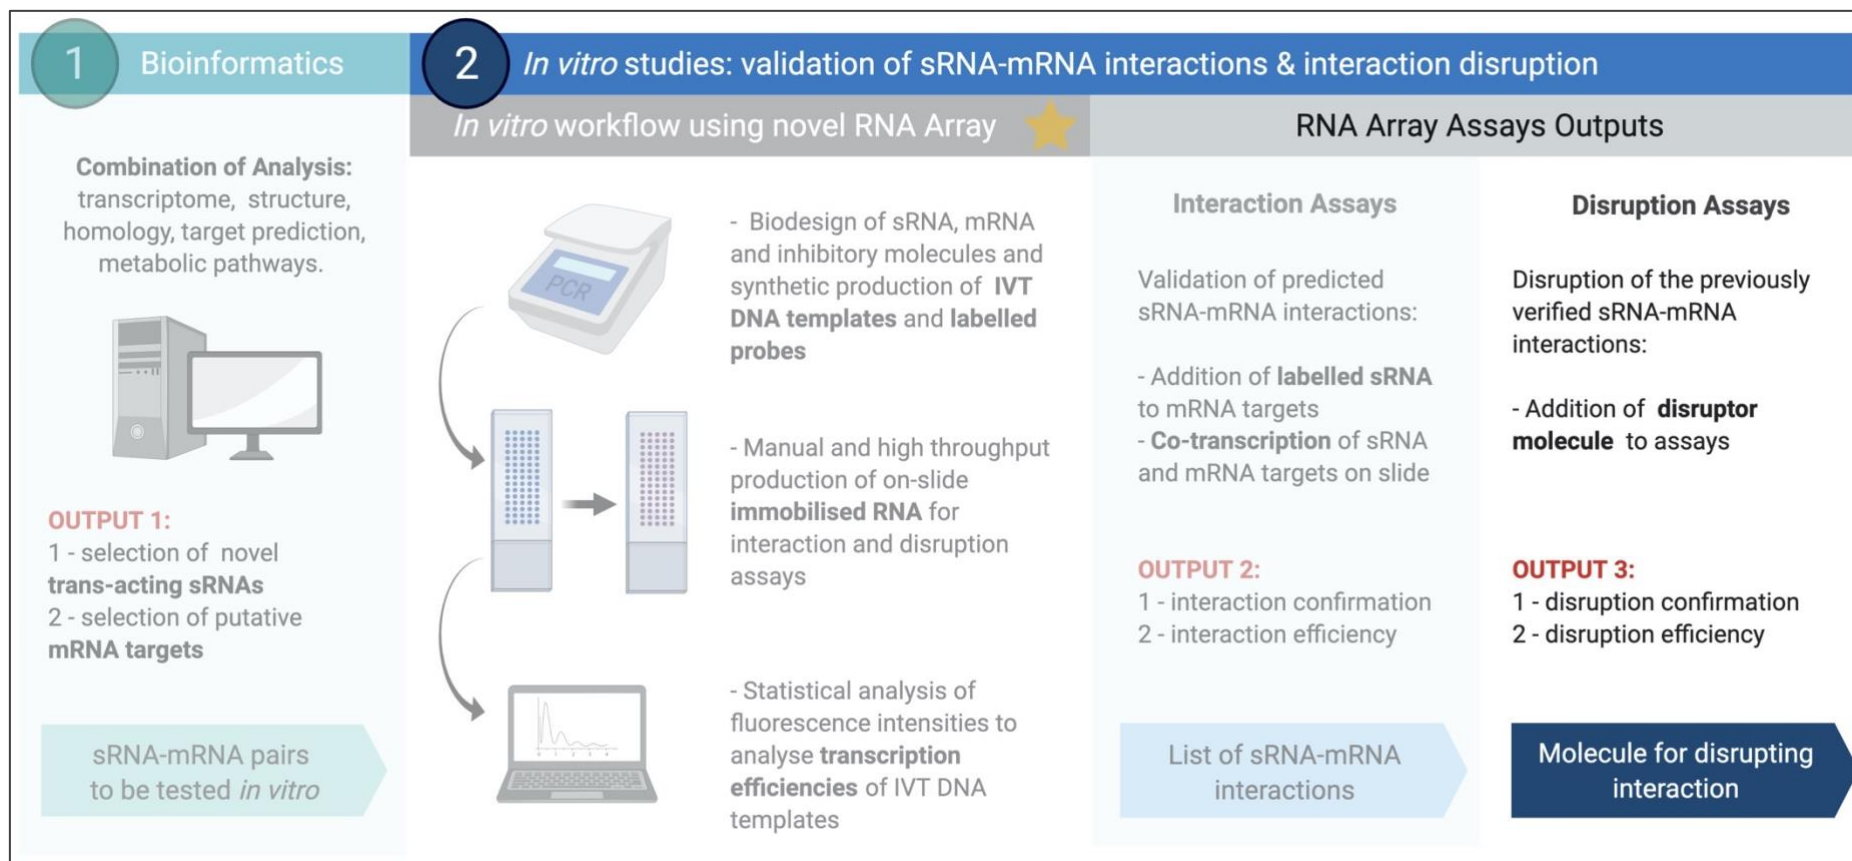 1
Bioinformatics
Combination of Analysis:
transcriptome, structure,
homology, target prediction,
metabolic pathways.
OUTPUT 1:
1 - selection of novel
trans-acting sRNAs
2 - selection of putative
mRNA targets
sRNA-mRNA pairs
to be tested in vitro
2
In vitro studies: validation of sRNA-mRNA interactions & interaction disruption
In vitro workflow using novel RNA Array
PCR
- Biodesign of sRNA, mRNA
and inhibitory molecules and
synthetic production of IVT
DNA templates and labelled
probes
- Manual and high throughput
production of on-slide
immobilised RNA for
interaction and disruption
assays
- Statistical analysis of
fluorescence intensities to
analyse transcription
efficiencies of IVT DNA
templates
RNA Array Assays Outputs
Interaction Assays
Validation of predicted
sRNA-mRNA interactions:
- Addition of labelled sRNA
to mRNA targets
- Co-transcription of sRNA
and mRNA targets on slide
OUTPUT 2:
1 - interaction confirmation
2 - interaction efficiency
List of sRNA-mRNA
interactions
Disruption Assays
Disruption of the previously
verified sRNA-mRNA
interactions:
- Addition of disruptor
molecule to assays
OUTPUT 3:
1 - disruption confirmation
2 - disruption efficiency
Molecule for disrupting
interaction